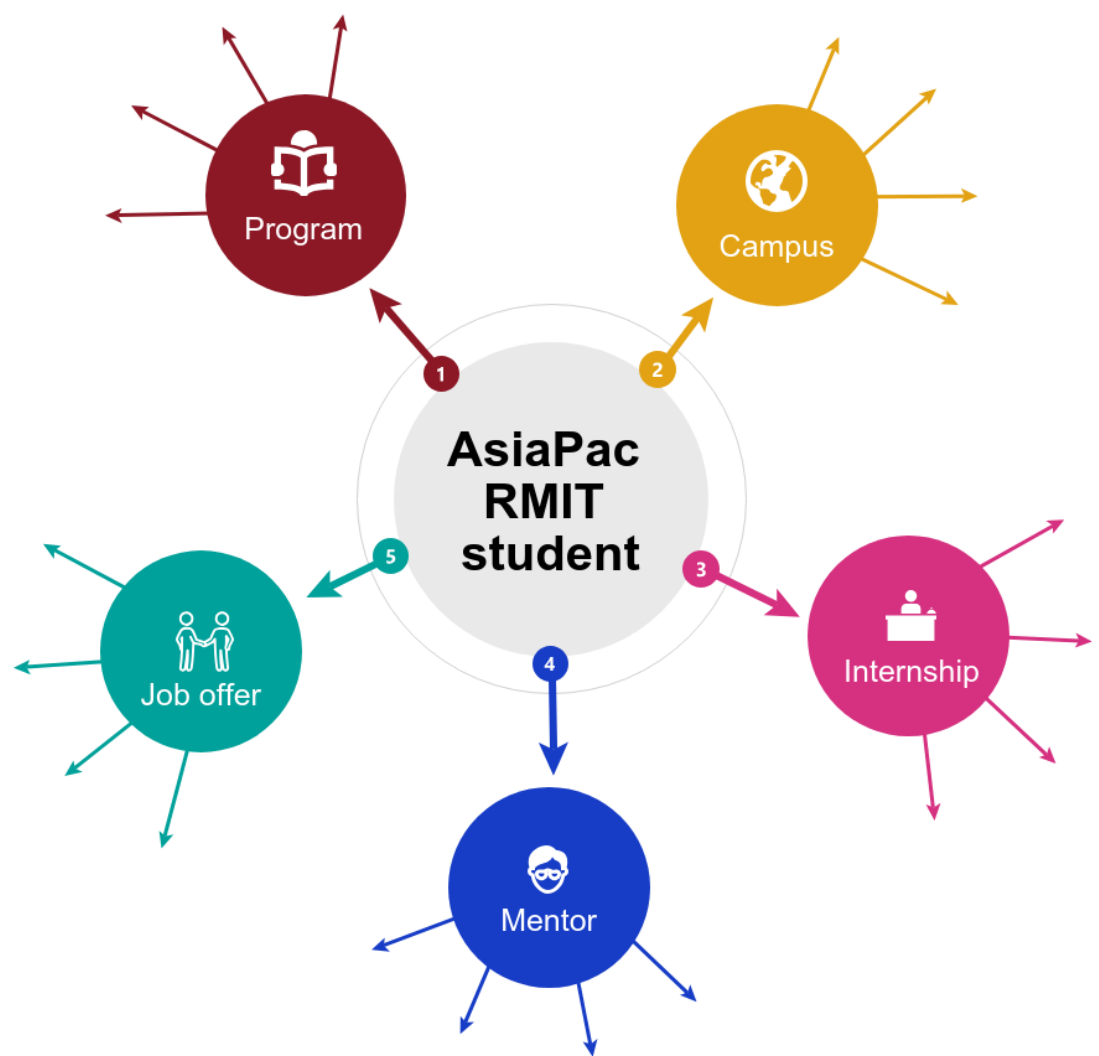 Program
Campus
1
2
AsiaPac
RMIT
student
5
3
4
Job offer
Internship
Mentor